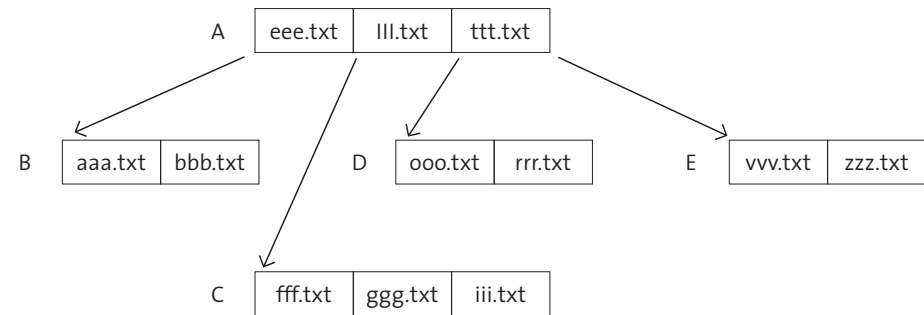 A eee.txt lll.txt ttt.txt
B aaa.txt bbb.txt D ooo.txt rrr.txt E vvv.txt zzz.txt
C fff.txt ggg.txt iii.txt